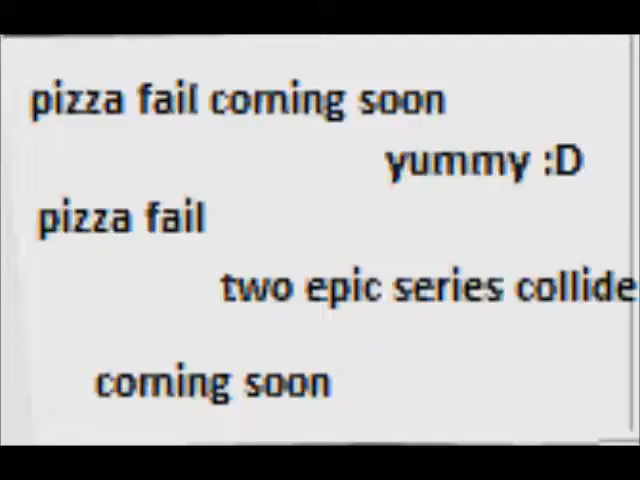 pizza fail coming soon
yummy :D
pizza fail
two epic series collide
coming soon